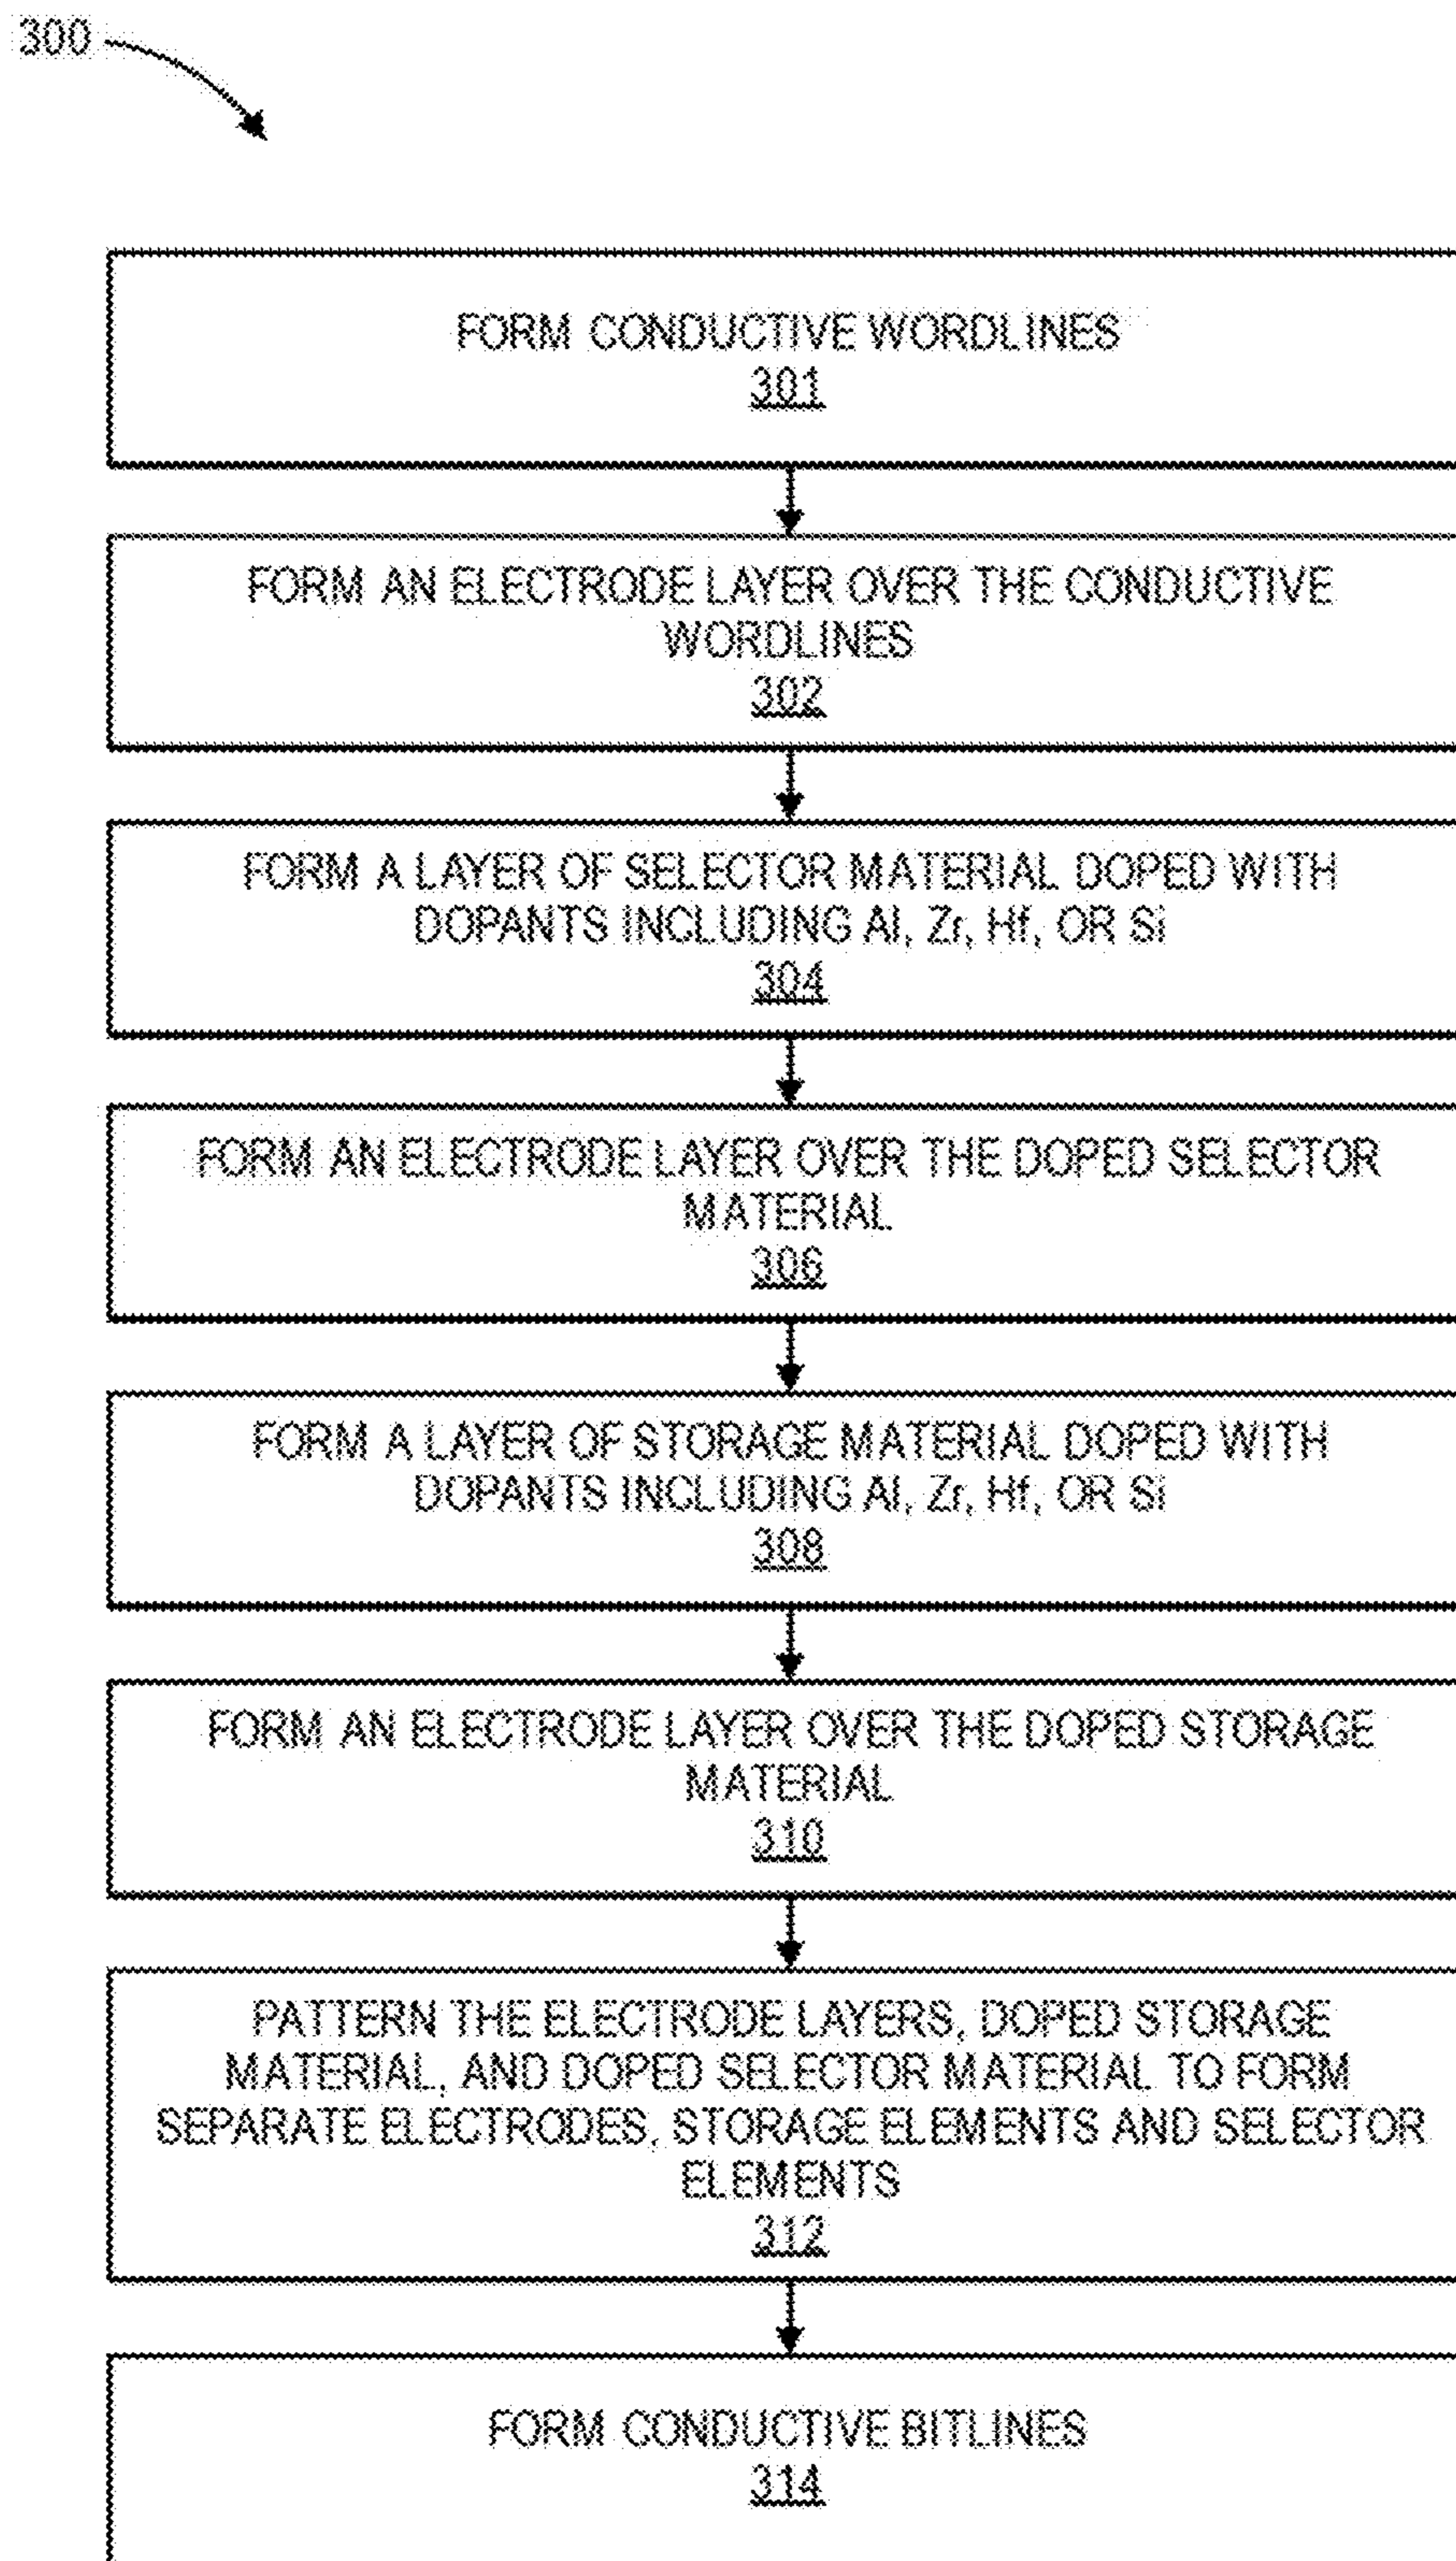 300
FORM CONDUCTIVE WORDLINES
301
FORM AN ELECTRODE LAYER OVER THE CONDUCTIVE
WORDLINES
302
FORM A LAYER OF SELECTOR MATERIAL DOPED WITH
DOPANTS INCLUDING Al, Zr, Hf, OR Si
304
FORM AN ELECTRODE LAYER OVER THE DOPED SELECTOR
MATERIAL
306
FORM A LAYER OF STORAGE MATERIAL DOPED WITH
DOPANTS INCLUDING Al, Zr, Hf, OR Si
308
FORM AN ELECTRODE LAYER OVER THE DOPED STORAGE
MATERIAL
310
PATTERN THE ELECTRODE LAYERS, DOPED STORAGE
MATERIAL, AND DOPED SELECTOR MATERIAL TO FORM
SEPARATE ELECTRODES, STORAGE ELEMENTS AND SELECTOR
ELEMENTS
312
FORM CONDUCTIVE BITLINES
314